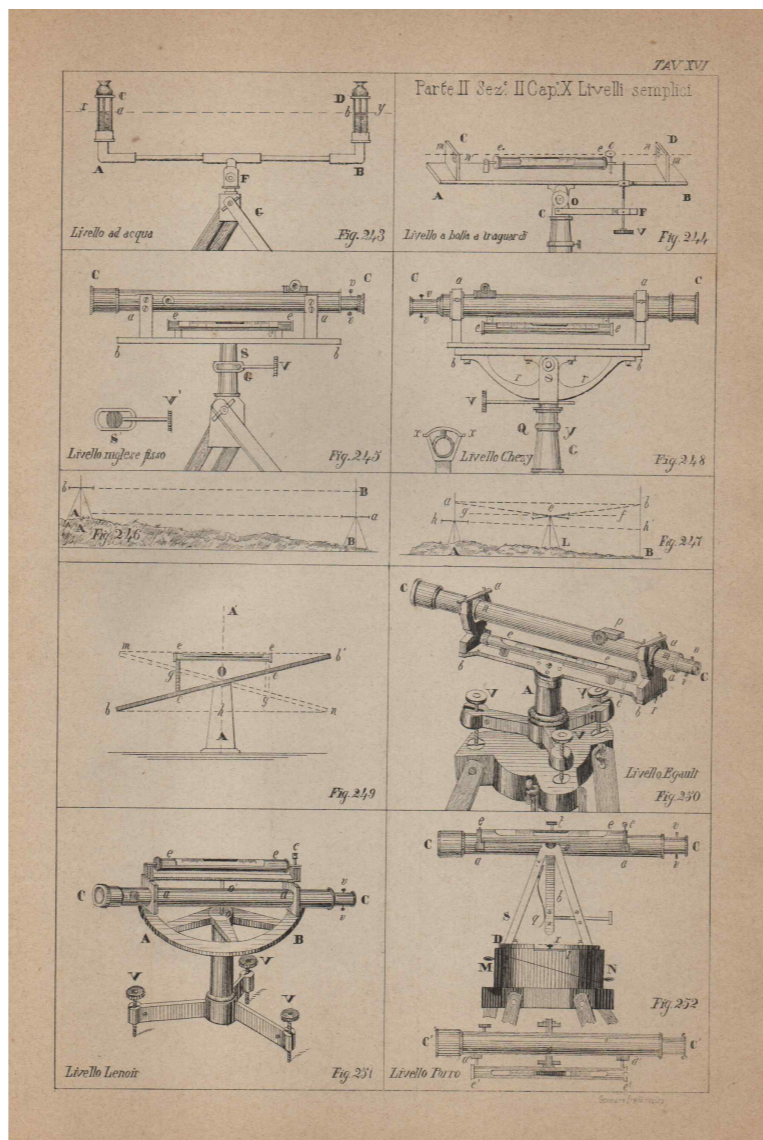 TAV XVI
Parte II Sez.e II Cap.X Livelli semplici
C
D
x
a
b
y
A
B
F
G
Livello ad acqua
Fig. 243
C
D
m
n
e
e
c
n
m
A
B
O
C
F
V
Livello a bolla a traguardi
Fig. 244
C
C
v
a
e
e
a
v
b
b
S
G
V
V'
S'
Livello inglese fisso
Fig. 245
C
C
v
a
a
v
e
e
b
b
r
S
r
V
Q
y
x
x
G
Livello Chezy
Fig. 248
b
B
A
a
A
B
Fig. 246
a
b
g
e
f
h
h'
A
L
B
Fig. 247
A
m
e
e
b'
g
c
c
g
b
h
n
A
Fig. 249
C
a
p
e
a
m
v
e
C
b
a
v
A
V
V
e
b
r
V
Livello Egault
Fig. 250
e
e
c
C
a
o'
a
v
C
v
A
B
V
V
V
Livello Lenoir
Fig. 251
e
z
e
c
v
C
C
a
a
v
b
S
q
D
x
M
N
Fig. 252
C'
C'
a'
a'
e'
e'
Livello Porro